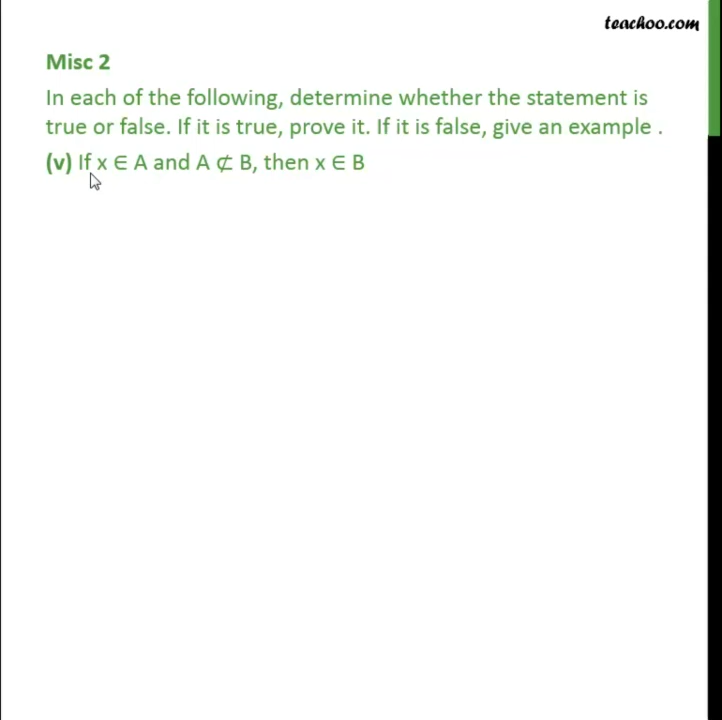 teachoo.com
Misc 2
In each of the following, determine whether the statement is
true or false. If it is true, prove it. If it is false, give an example .
(v) If x ∈ A and A ⊄ B, then x ∈ B